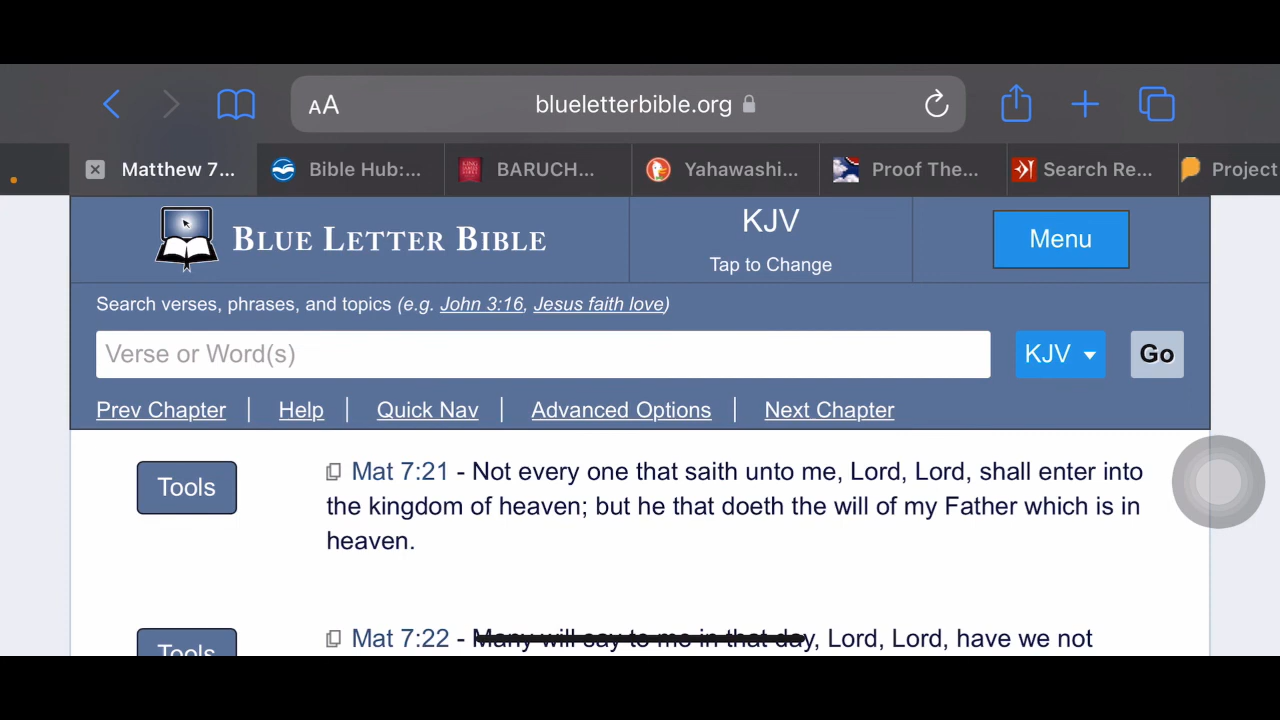 AA blueletterbible.org
Matthew 7... Bible Hub:... BARUCH... Yahawashi... Proof The... Search Re... Project
BLUE LETTER BIBLE KJV Menu
Tap to Change
Search verses, phrases, and topics (e.g. John 3:16, Jesus faith love)
Verse or Word(s) KJV Go
Prev Chapter | Help | Quick Nav | Advanced Options | Next Chapter
Tools Mat 7:21 - Not every one that saith unto me, Lord, Lord, shall enter into
the kingdom of heaven; but he that doeth the will of my Father which is in
heaven.
Tools Mat 7:22 - Many will say to me in that day, Lord, Lord, have we not